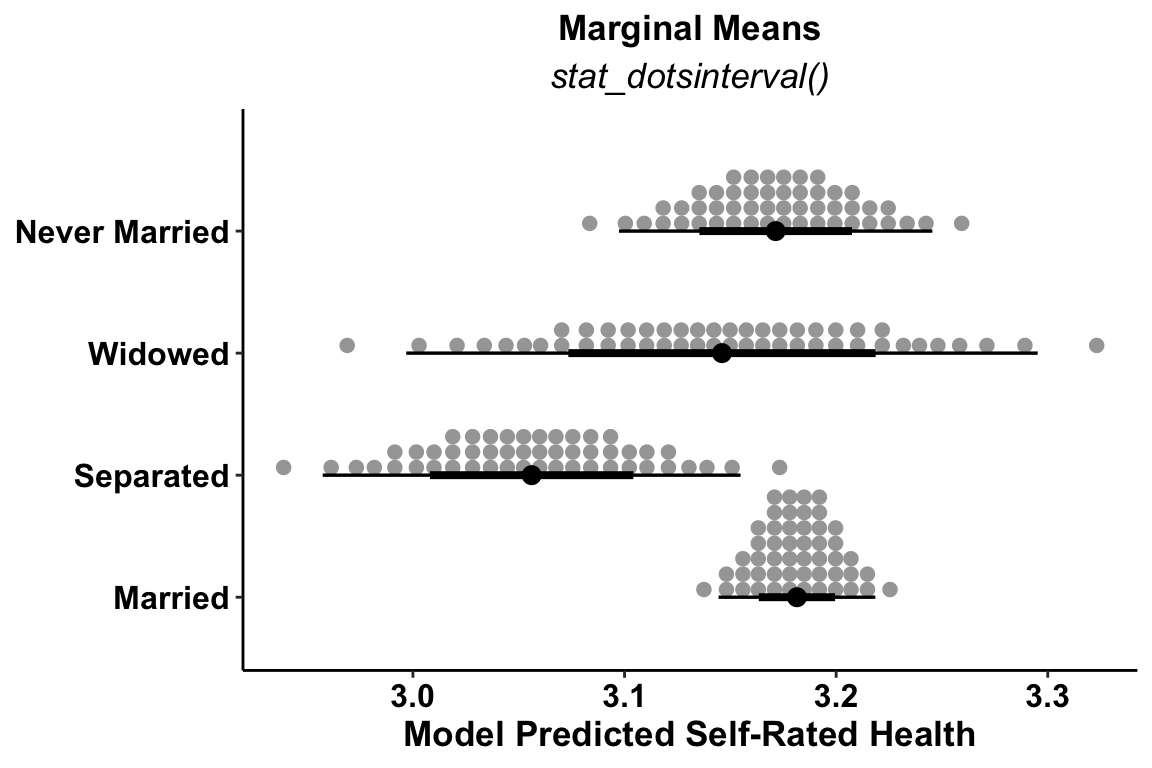 Marginal Means
stat_dotsinterval()
Never Married
Widowed
Separated
Married
3.0 3.1 3.2 3.3
Model Predicted Self-Rated Health